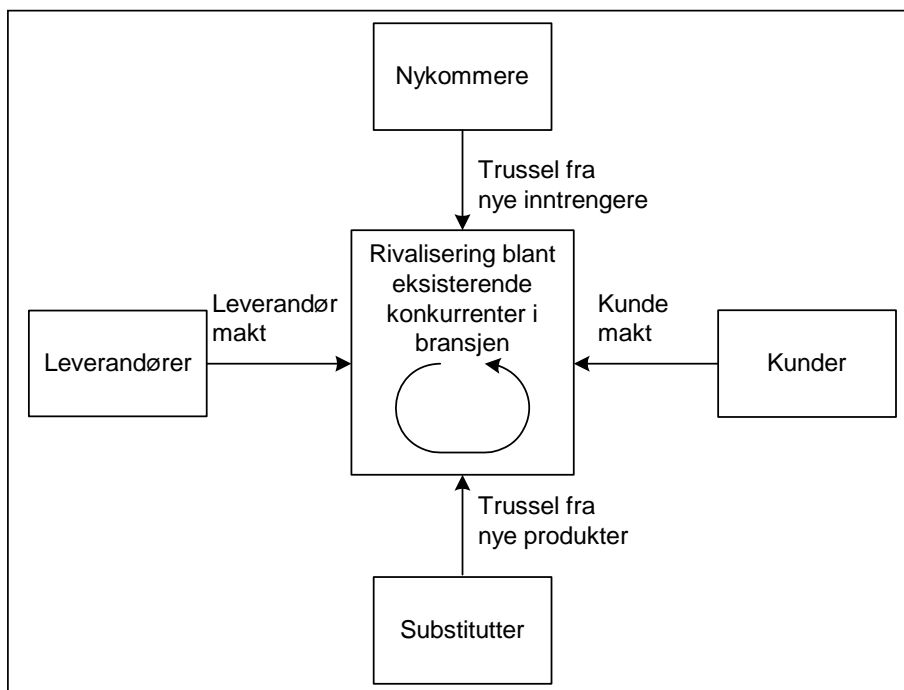 Nykommere
Trussel fra
nye inntrengere
Rivalisering blant
eksisterende
konkurrenter i
bransjen
Leverandør
makt
Leverandører
Kunde
makt
Kunder
Trussel fra
nye produkter
Substitutter